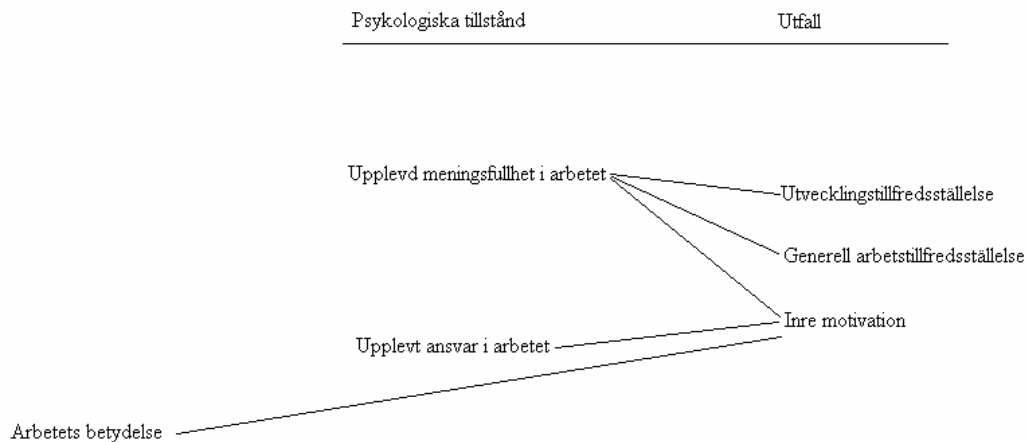 Psykologiska tillstånd
Utfall
Upplevd meningsfullhet i arbetet
Utvecklingstillfredsställelse
Generell arbetstillfredsställelse
Inre motivation
Upplevt ansvar i arbetet
Arbetets betydelse